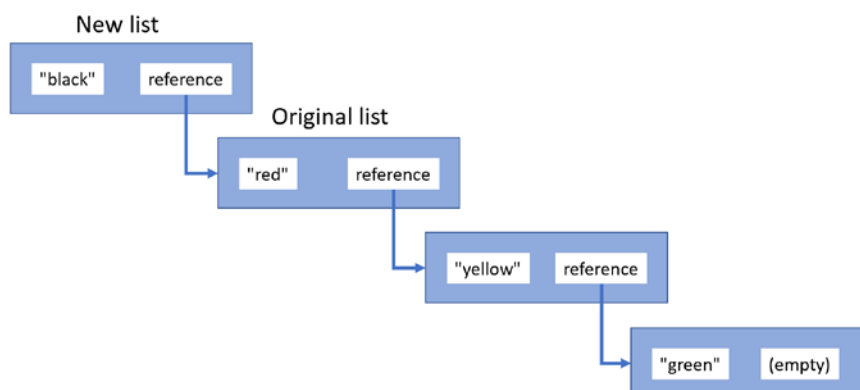 New list
"black" reference
Original list
"red" reference
"yellow" reference
"green" (empty)